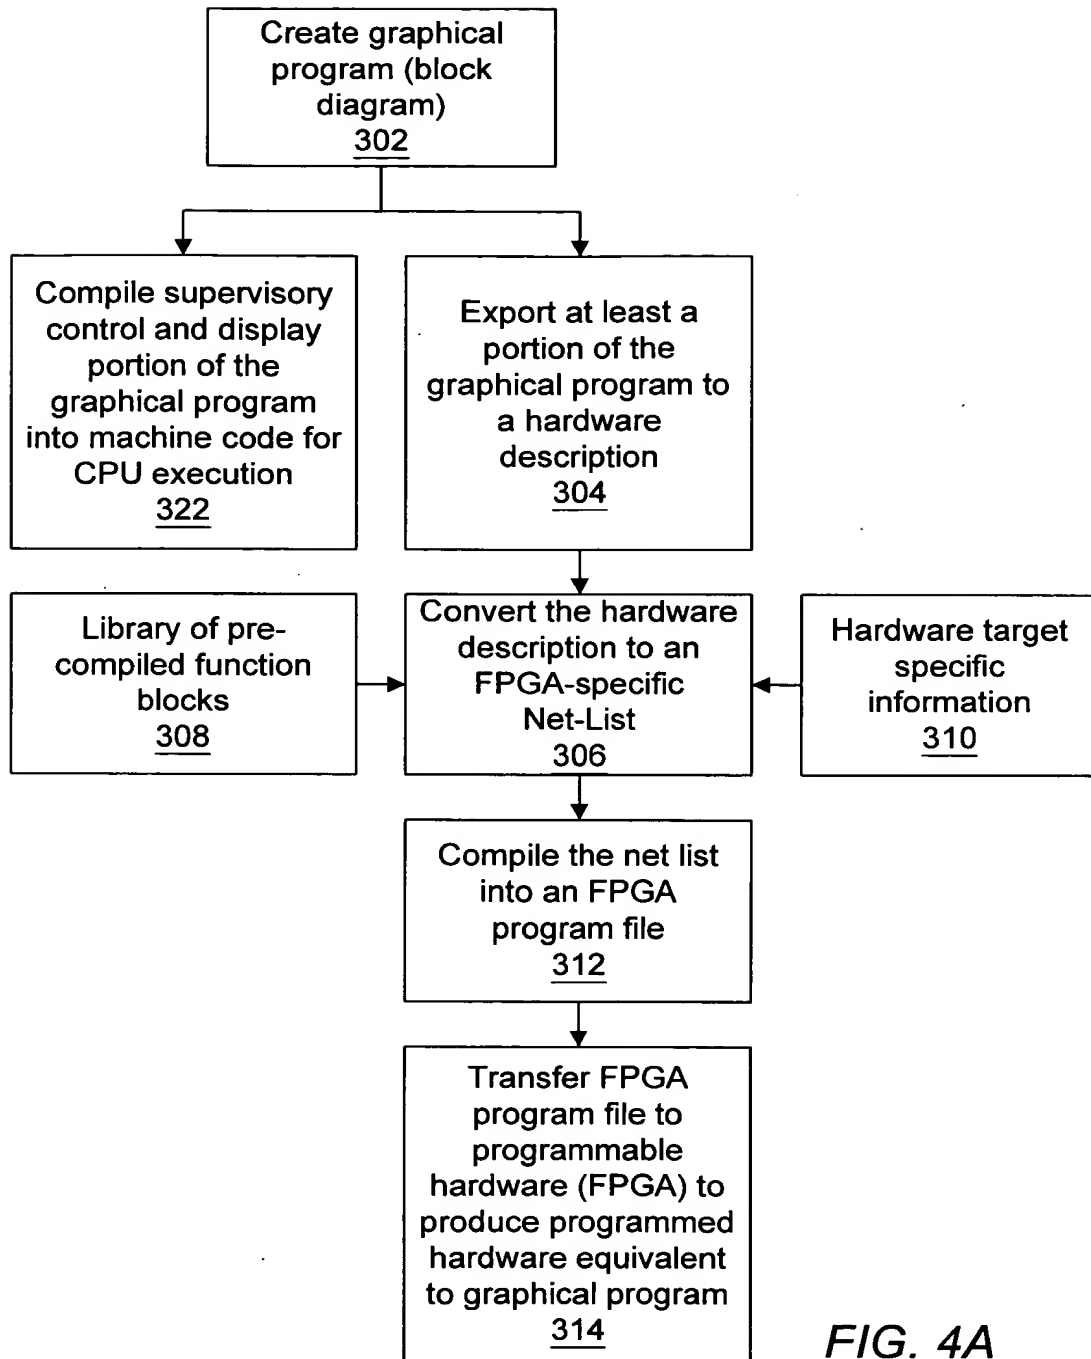 Create graphical
program (block
diagram)
302
Compile supervisory
control and display
portion of the
graphical program
into machine code for
CPU execution
322
Export at least a
portion of the
graphical program to
a hardware
description
304
Library of pre-
compiled function
blocks
308
Convert the hardware
description to an
FPGA-specific
Net-List
306
Hardware target
specific
information
310
Compile the net list
into an FPGA
program file
312
Transfer FPGA
program file to
programmable
hardware (FPGA) to
produce programmed
hardware equivalent
to graphical program
314
FIG. 4A